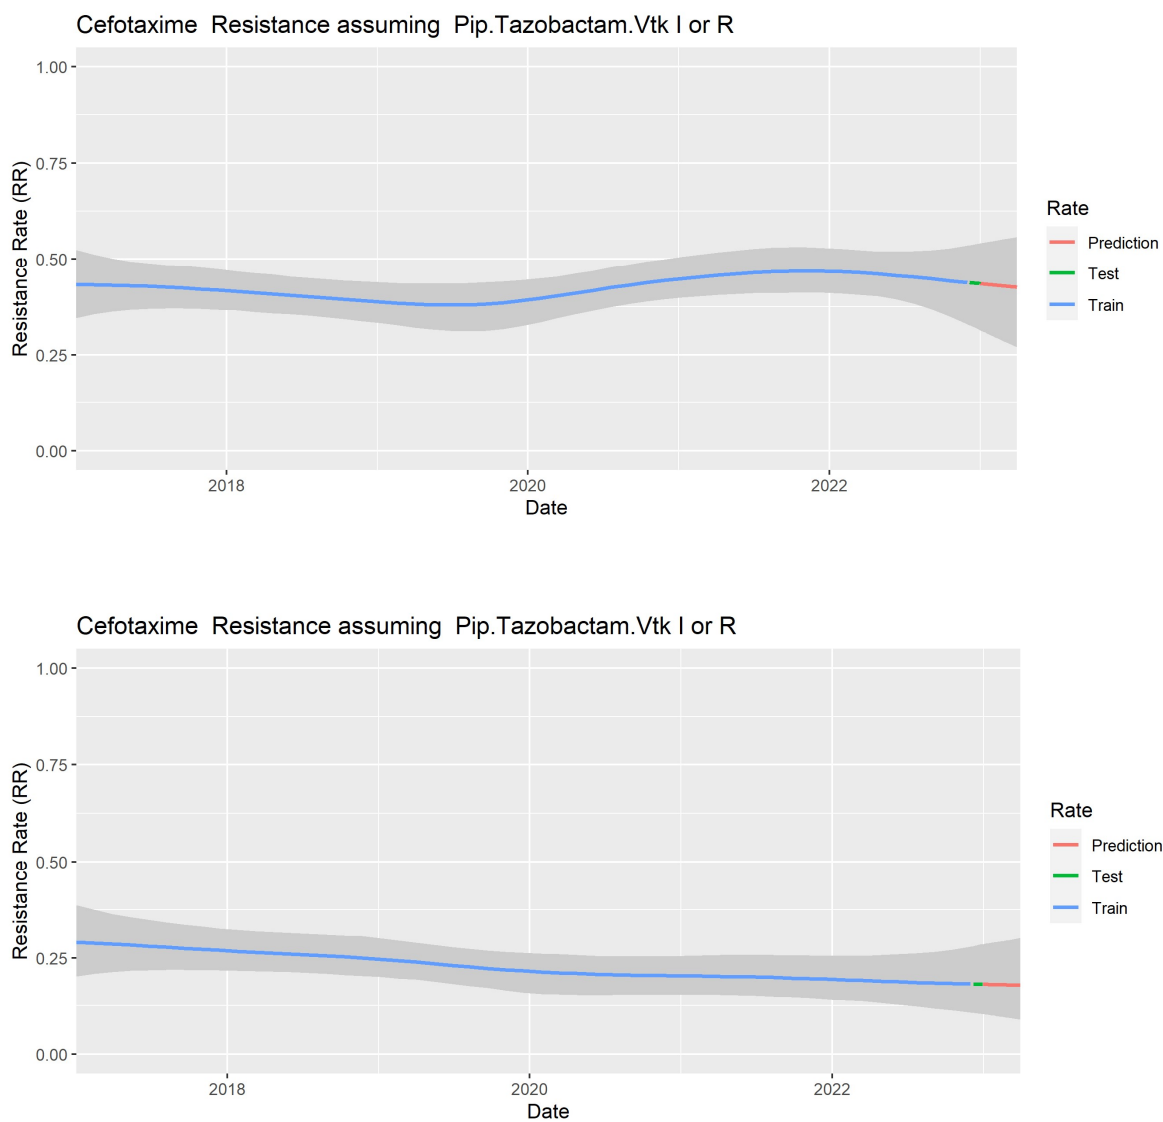 Cefotaxime  Resistance assuming  Pip.Tazobactam.Vtk I or R
1.00
0.75
0.50
0.25
0.00
Resistance Rate (RR)
2018
2020
2022
Date
Rate
Prediction
Test
Train
Cefotaxime  Resistance assuming  Pip.Tazobactam.Vtk I or R
1.00
0.75
0.50
0.25
0.00
Resistance Rate (RR)
2018
2020
2022
Date
Rate
Prediction
Test
Train